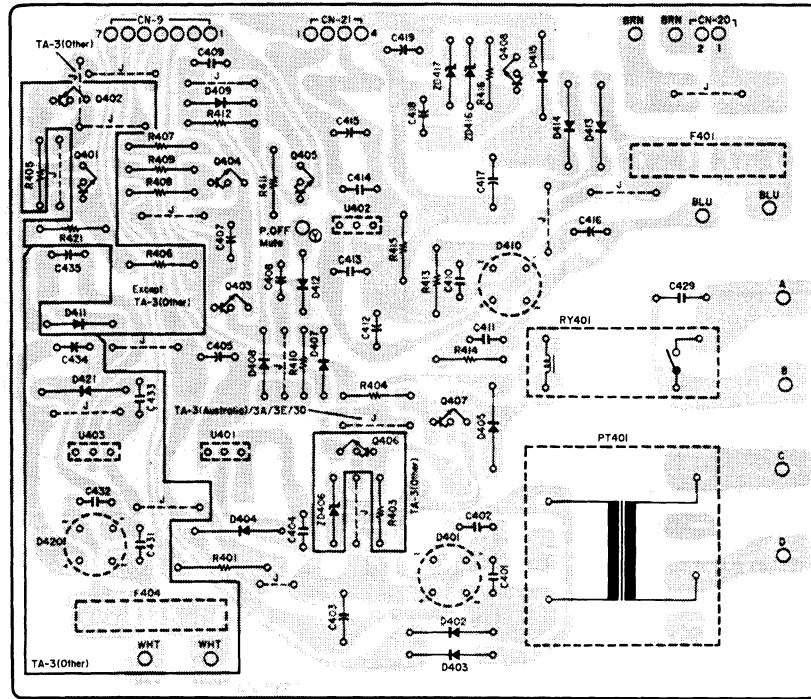 CN-9
7 1
CN-21
1 4
BRN BRN CN-20
2 1
TA-3(Other)
C409
C419
ZD417
ZD416
R416
Q408
D415
J
Q402
D409
R412
C418
D414
D413
J
J
C415
F401
R407
R405
J
Q401
R409
Q404
R411
Q405
C417
R408
C414
J
BLU
BLU
J
U402
R421
C407
P.OFF
Mute
Y
R415
J
C416
C435
R406
D410
Except
TA-3(Other)
C408
D412
C413
R413
C410
C429
A
Q403
D411
C412
C411
RY401
C434
J
C405
D408
J
R410
D407
R414
D421
C433
R404
B
J
TA-3(Australia)/3A/3E/30
J
Q407
D405
U403
U401
Q406
PT401
C432
ZD406
J
R403
TA-3(Other)
C
J
D4201
C431
D404
C404
C402
D401
D
R401
C401
J
F404
C403
D402
WHT
WHT
D403
TA-3(Other)